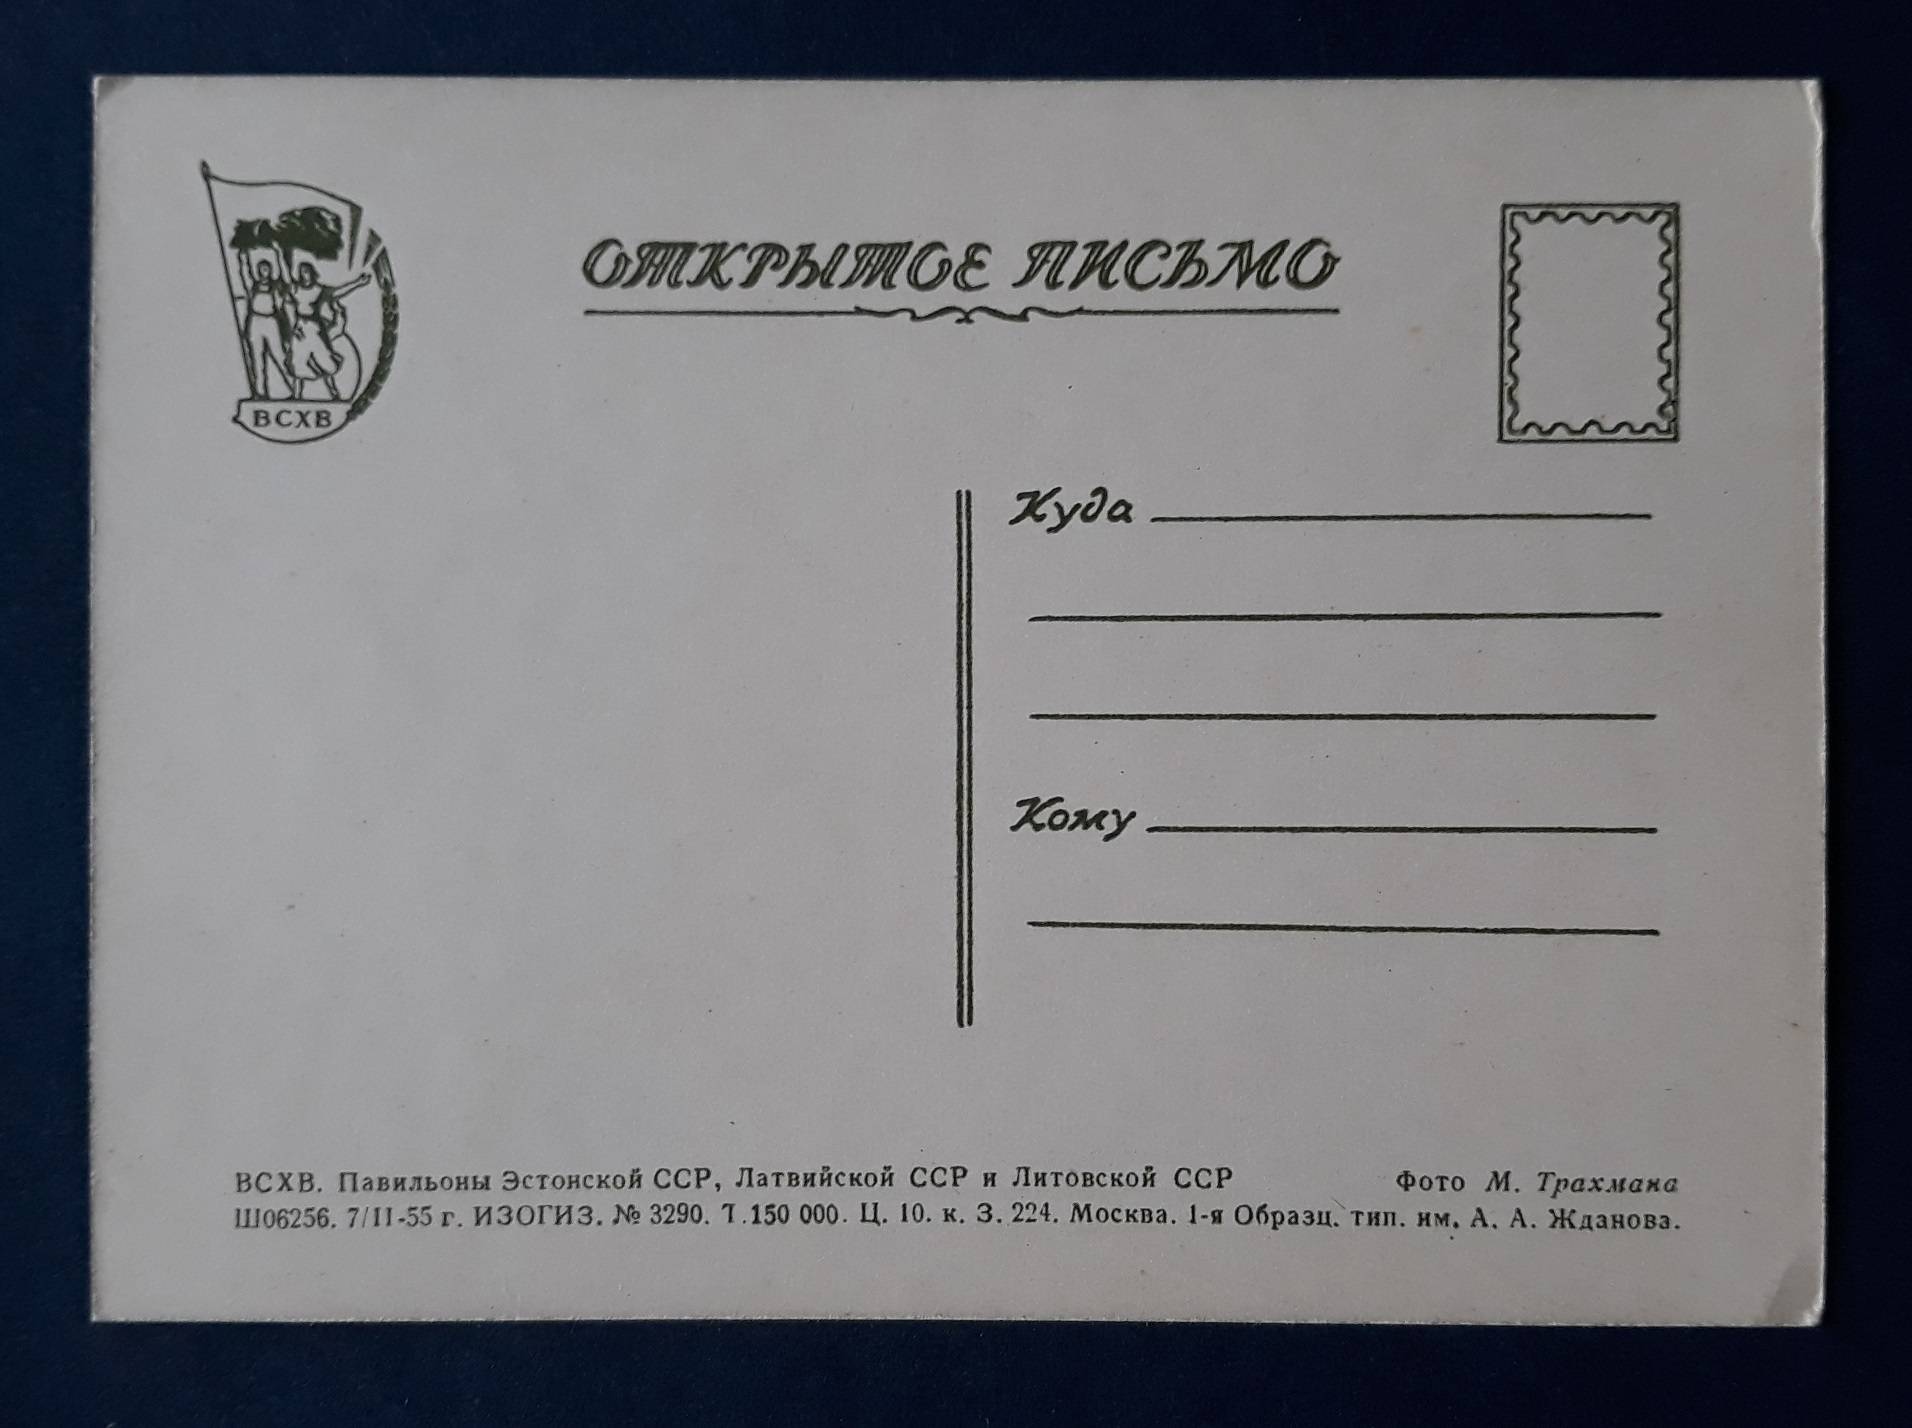 ВСХВ
ОТКРЫТОЕ ПИСЬМО
Куда
Кому
ВСХВ. Павильоны Эстонской ССР, Латвийской ССР и Литовской ССР Фото М. Трахмана
Ш06256. 7/II-55 г. ИЗОГИЗ. № 3290. Т.150 000. Ц. 10. к. З. 224. Москва. 1-я Образц. тип. им. А. А. Жданова.